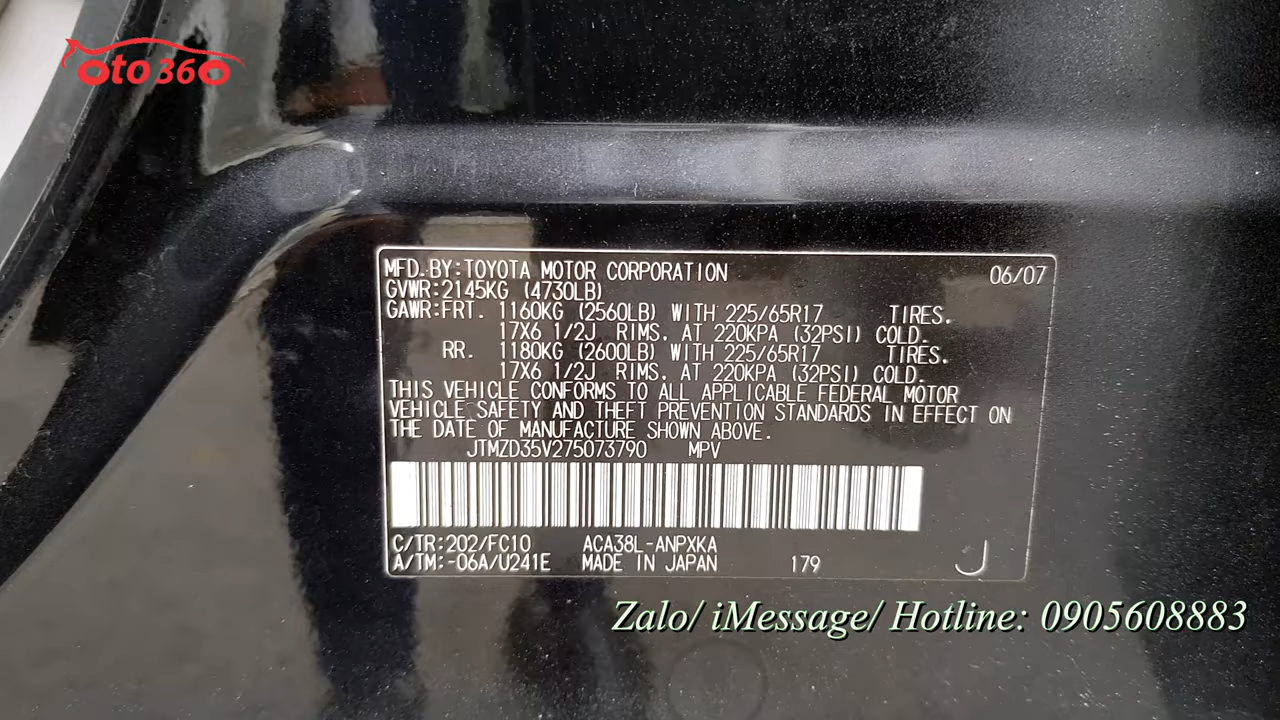 oto360
MFD. BY: TOYOTA MOTOR CORPORATION 06/07
GVWR: 2145KG (4730LB)
GAWR: FRT. 1160KG (2560LB) WITH 225/65R17 TIRES.
17X6 1/2J RIMS, AT 220KPA (32PSI) COLD.
RR. 1180KG (2600LB) WITH 225/65R17 TIRES.
17X6 1/2J RIMS, AT 220KPA (32PSI) COLD.
THIS VEHICLE CONFORMS TO ALL APPLICABLE FEDERAL MOTOR
VEHICLE SAFETY AND THEFT PREVENTION STANDARDS IN EFFECT ON
THE DATE OF MANUFACTURE SHOWN ABOVE.
JTMZD35V275073790 MPV
C/TR: 202/FC10 ACA38L-ANPXKA
A/TM: -06A/U241E MADE IN JAPAN 179 J
Zalo/ iMessage/ Hotline: 0905608883